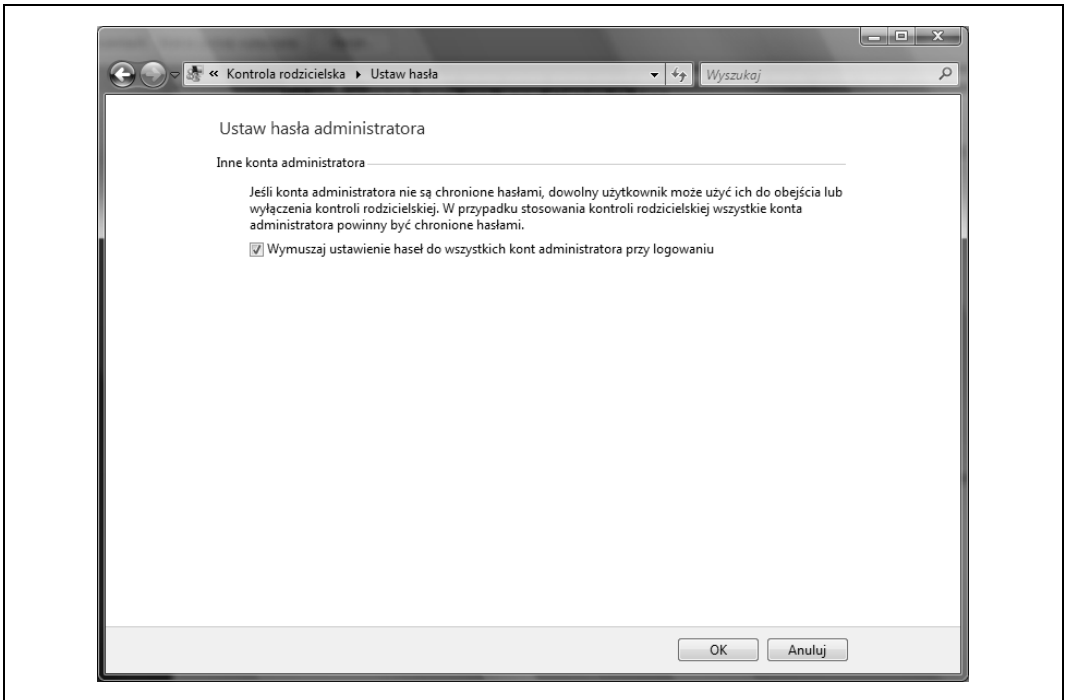 « Kontrola rodzicielska ▸ Ustaw hasła
Wyszukaj
Ustaw hasła administratora
Inne konta administratora
Jeśli konta administratora nie są chronione hasłami, dowolny użytkownik może użyć ich do obejścia lub
wyłączenia kontroli rodzicielskiej. W przypadku stosowania kontroli rodzicielskiej wszystkie konta
administratora powinny być chronione hasłami.
Wymuszaj ustawienie haseł do wszystkich kont administratora przy logowaniu
OK
Anuluj